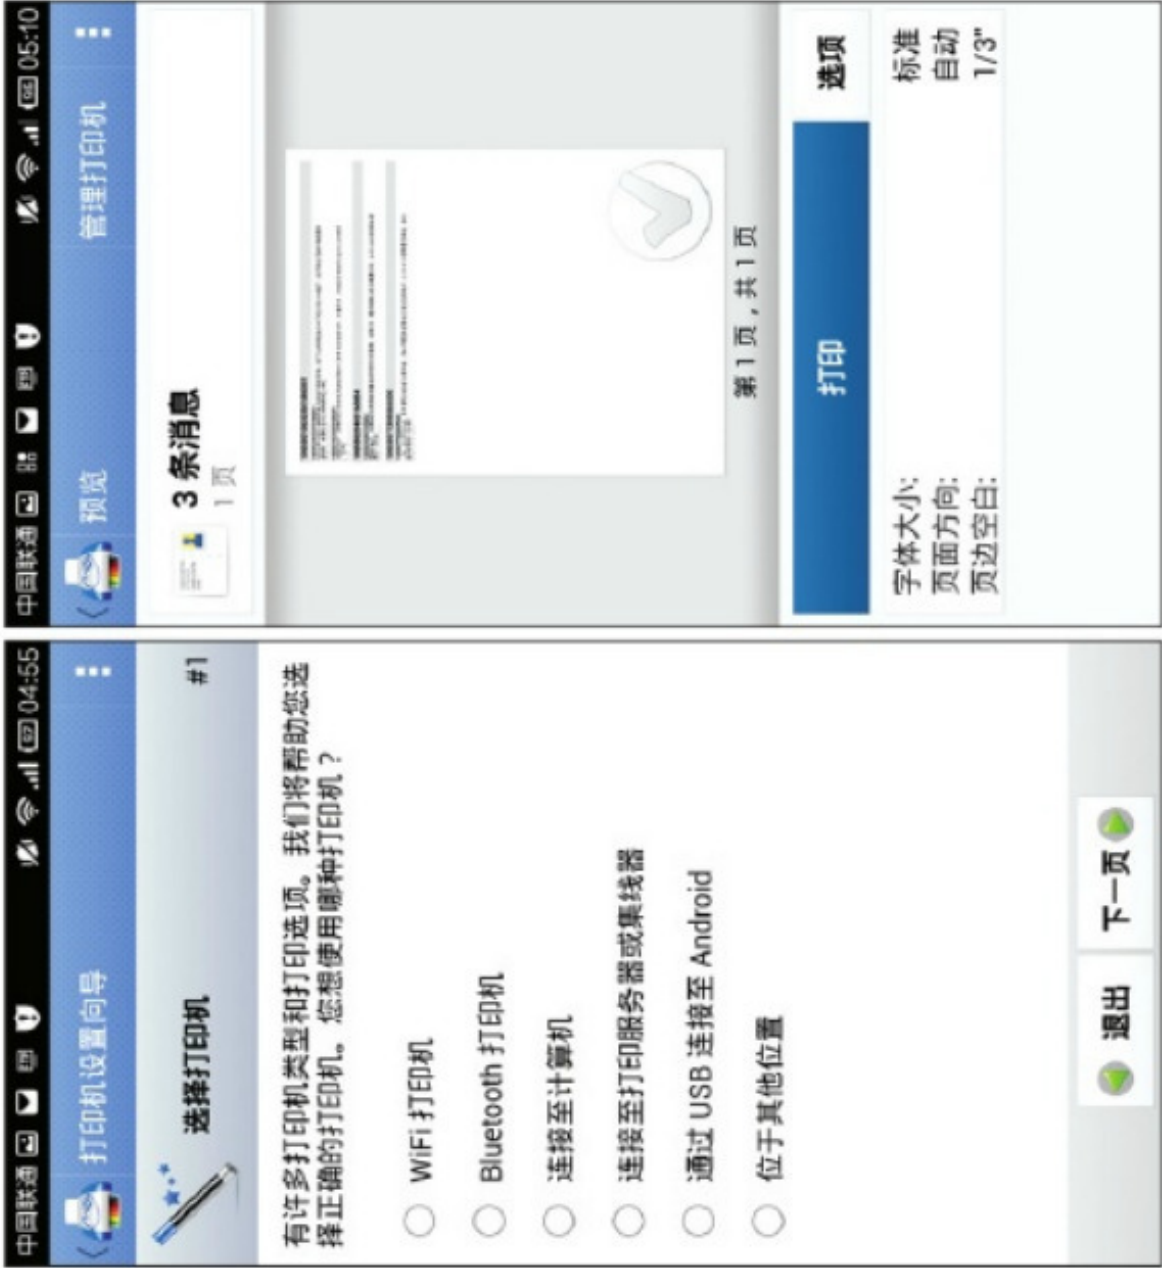 中国联通 97 04:55
打印机设置向导
选择打印机 #1
有许多打印机类型和打印选项。我们将帮助您选
择正确的打印机。您想使用哪种打印机？
WiFi 打印机
Bluetooth 打印机
连接至计算机
连接至打印服务器或集线器
通过 USB 连接至 Android
位于其他位置
退出 下一页
中国联通 05:10
预览 管理打印机
3 条消息
1 页
第 1 页 , 共 1 页
打印 选项
字体大小: 标准
页面方向: 自动
页边空白: 1/3"